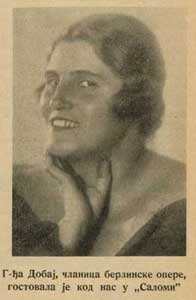 Г-ђа Добај, чланица берлинске опере,
гостовала је код нас у „Саломи”